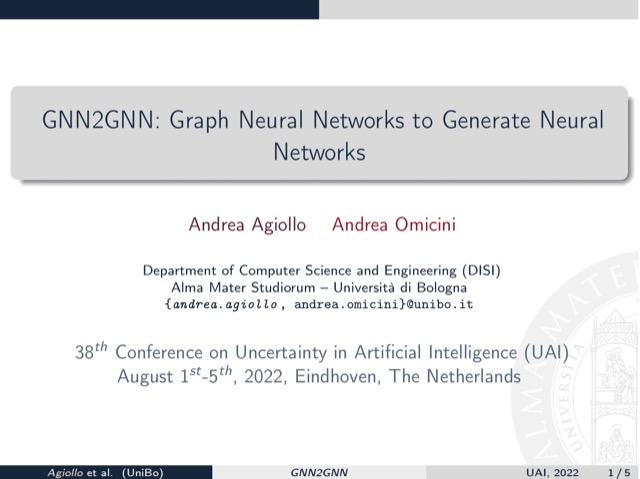 GNN2GNN: Graph Neural Networks to Generate Neural
Networks
Andrea Agiollo Andrea Omicini
Department of Computer Science and Engineering (DISI)
Alma Mater Studiorum – Università di Bologna
{andrea.agiollo, andrea.omicini}@unibo.it
38th Conference on Uncertainty in Artificial Intelligence (UAI)
August 1st-5th, 2022, Eindhoven, The Netherlands
Agiollo et al. (UniBo) GNN2GNN UAI, 2022 1 / 5